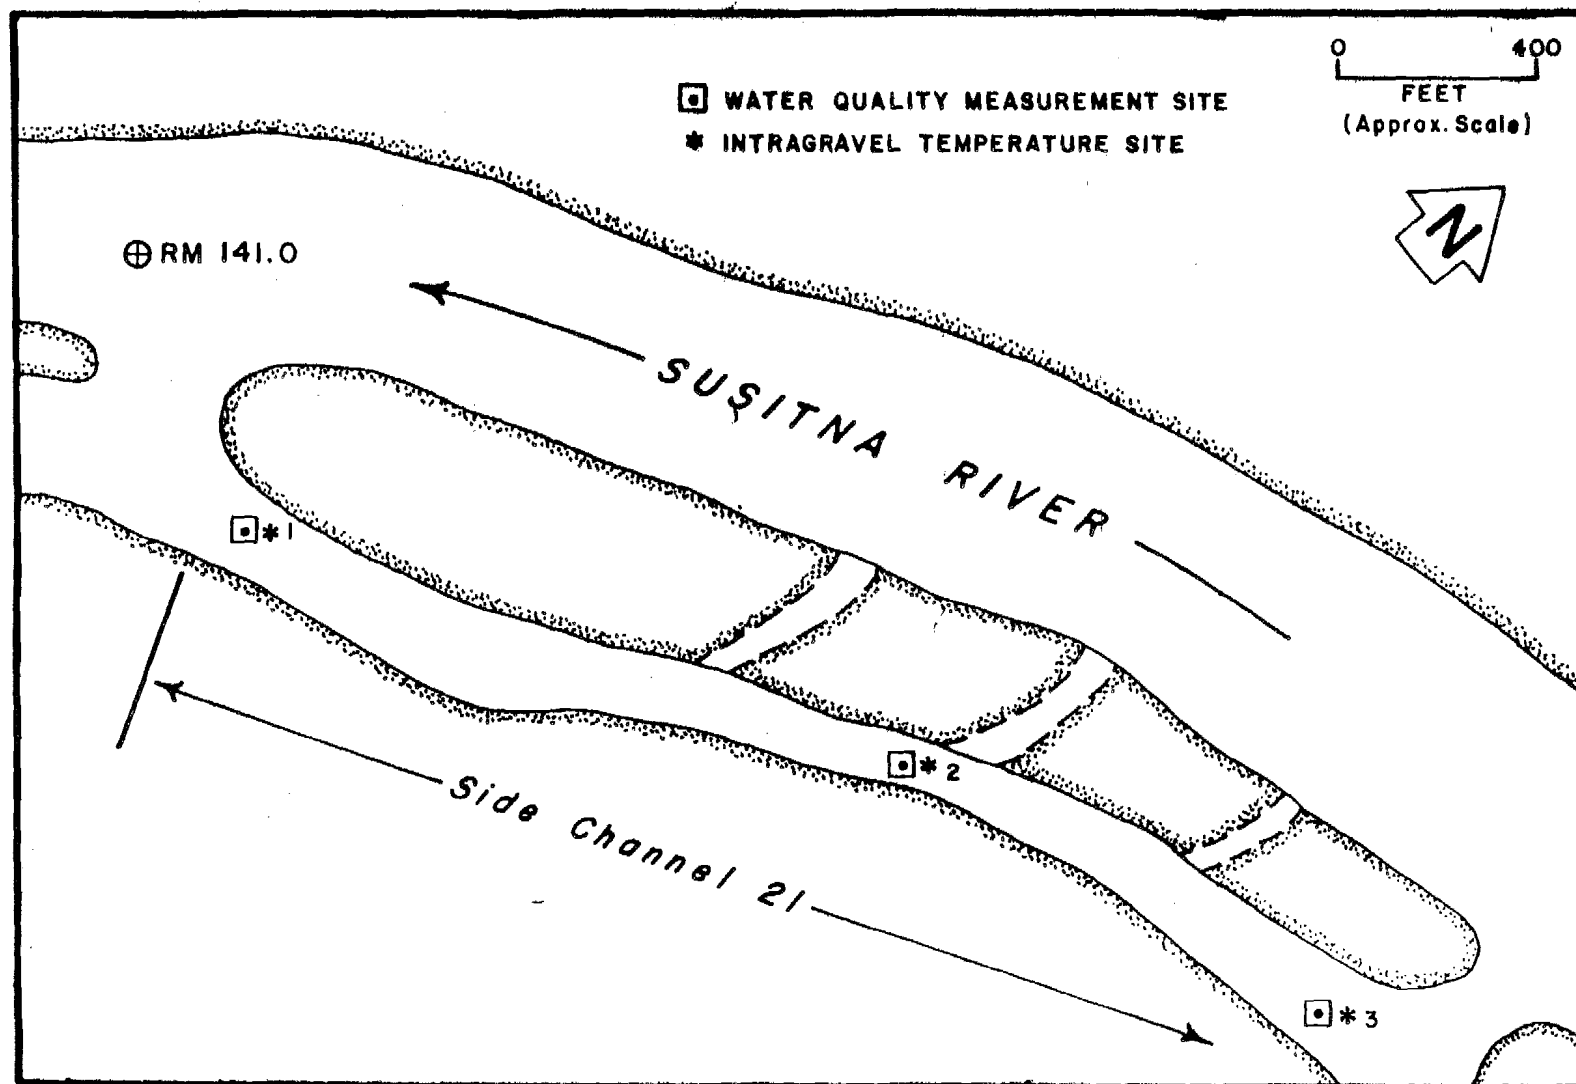 0 400
FEET
(Approx. Scale)
WATER QUALITY MEASUREMENT SITE
* INTRAGRAVEL TEMPERATURE SITE
N
RM 141.0
SUSITNA RIVER
*1
*2
Side Channel 21
*3